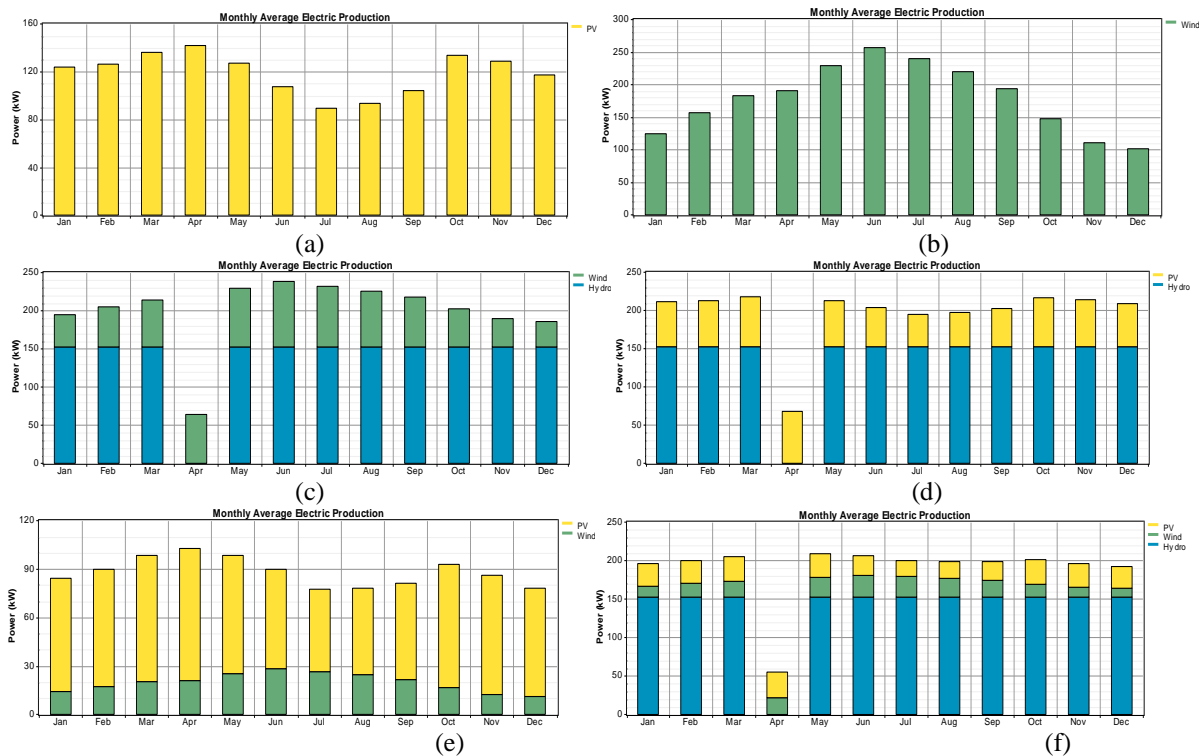 Monthly Average Electric Production
PV
Power (kW)
160
120
80
40
0
Jan Feb Mar Apr May Jun Jul Aug Sep Oct Nov Dec
(a)
Monthly Average Electric Production
Wind
Power (kW)
300
250
200
150
100
50
0
Jan Feb Mar Apr May Jun Jul Aug Sep Oct Nov Dec
(b)
Monthly Average Electric Production
Wind
Hydro
Power (kW)
250
200
150
100
50
0
Jan Feb Mar Apr May Jun Jul Aug Sep Oct Nov Dec
(c)
Monthly Average Electric Production
PV
Hydro
Power (kW)
250
200
150
100
50
0
Jan Feb Mar Apr May Jun Jul Aug Sep Oct Nov Dec
(d)
Monthly Average Electric Production
PV
Wind
Power (kW)
120
90
60
30
0
Jan Feb Mar Apr May Jun Jul Aug Sep Oct Nov Dec
(e)
Monthly Average Electric Production
PV
Wind
Hydro
Power (kW)
250
200
150
100
50
0
Jan Feb Mar Apr May Jun Jul Aug Sep Oct Nov Dec
(f)